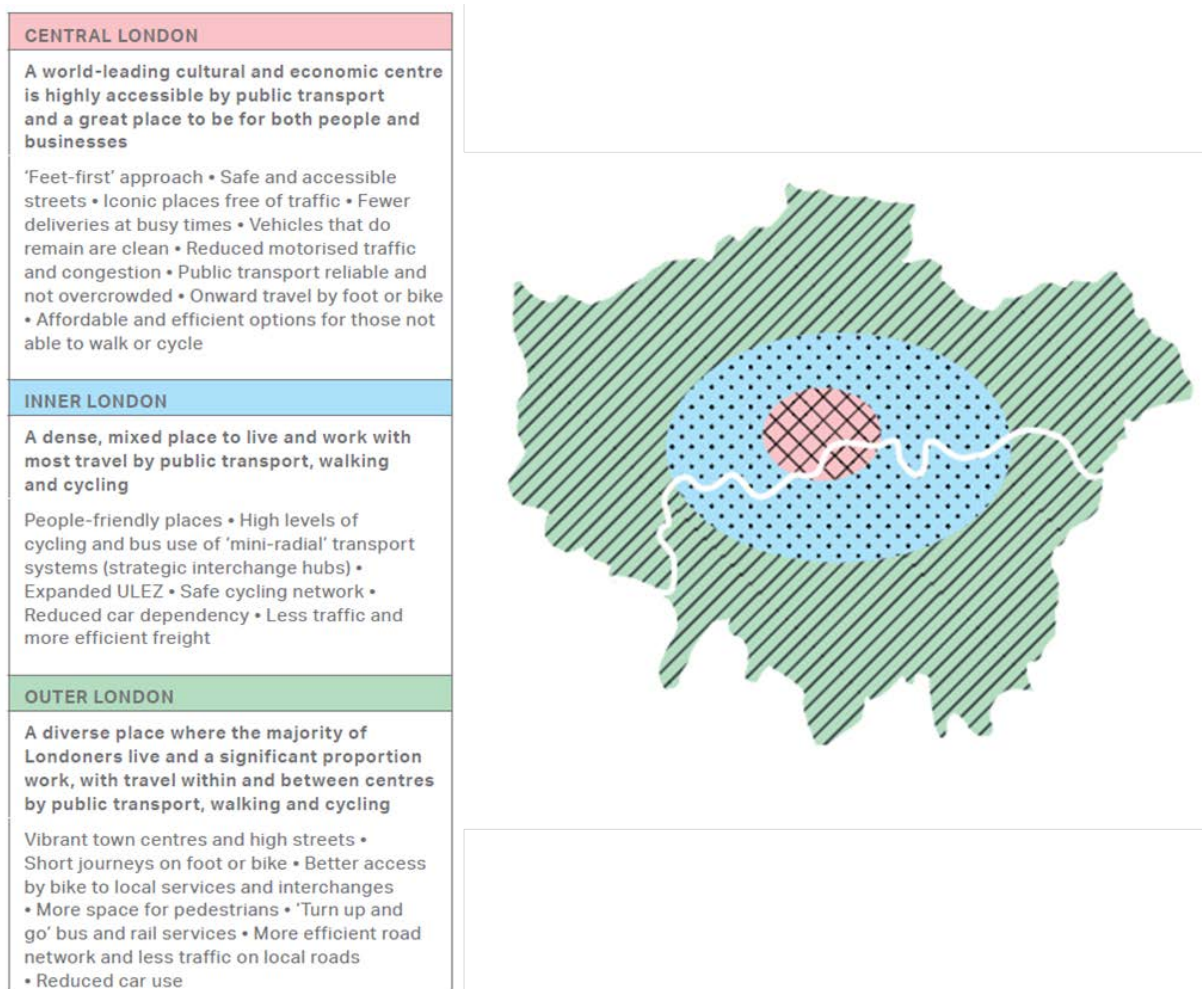 CENTRAL LONDON
A world-leading cultural and economic centre
is highly accessible by public transport
and a great place to be for both people and
businesses
‘Feet-first’ approach • Safe and accessible
streets • Iconic places free of traffic • Fewer
deliveries at busy times • Vehicles that do
remain are clean • Reduced motorised traffic
and congestion • Public transport reliable and
not overcrowded • Onward travel by foot or bike
• Affordable and efficient options for those not
able to walk or cycle
INNER LONDON
A dense, mixed place to live and work with
most travel by public transport, walking
and cycling
People-friendly places • High levels of
cycling and bus use of ‘mini-radial’ transport
systems (strategic interchange hubs) •
Expanded ULEZ • Safe cycling network •
Reduced car dependency • Less traffic and
more efficient freight
OUTER LONDON
A diverse place where the majority of
Londoners live and a significant proportion
work, with travel within and between centres
by public transport, walking and cycling
Vibrant town centres and high streets •
Short journeys on foot or bike • Better access
by bike to local services and interchanges
• More space for pedestrians • ‘Turn up and
go’ bus and rail services • More efficient road
network and less traffic on local roads
• Reduced car use